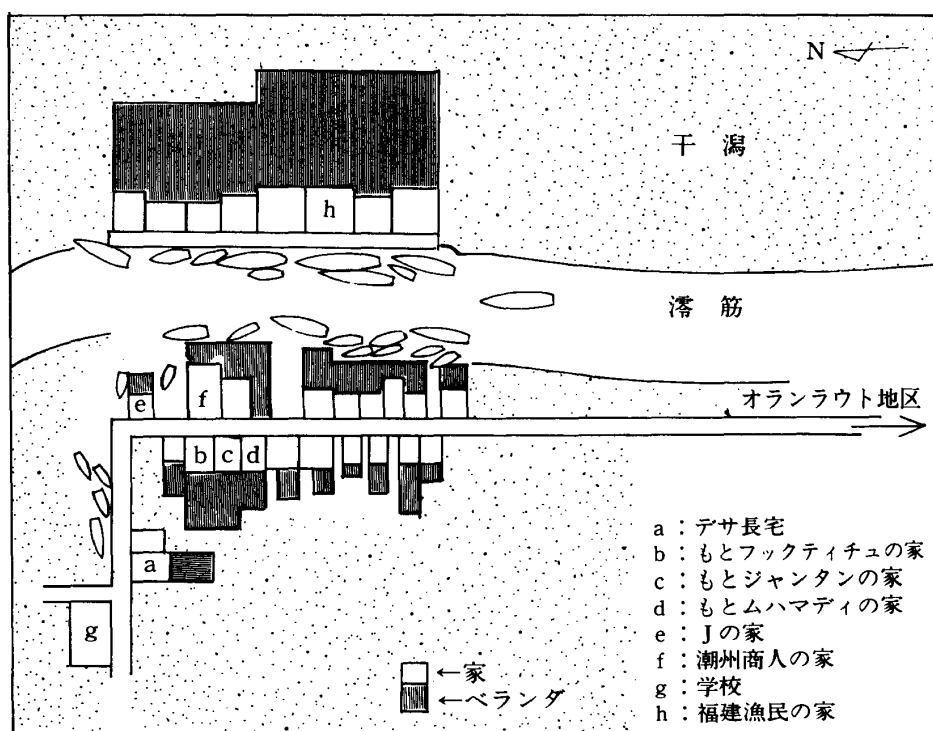 N
干潟
h
澪筋
e
f
オランラウト地区
b c d
a
g
a：デサ長宅
b：もとフックティチュの家
c：もとジャンタンの家
d：もとムハマディの家
e：Jの家
f：潮州商人の家
g：学校
h：福建漁民の家
←家
←ベランダ